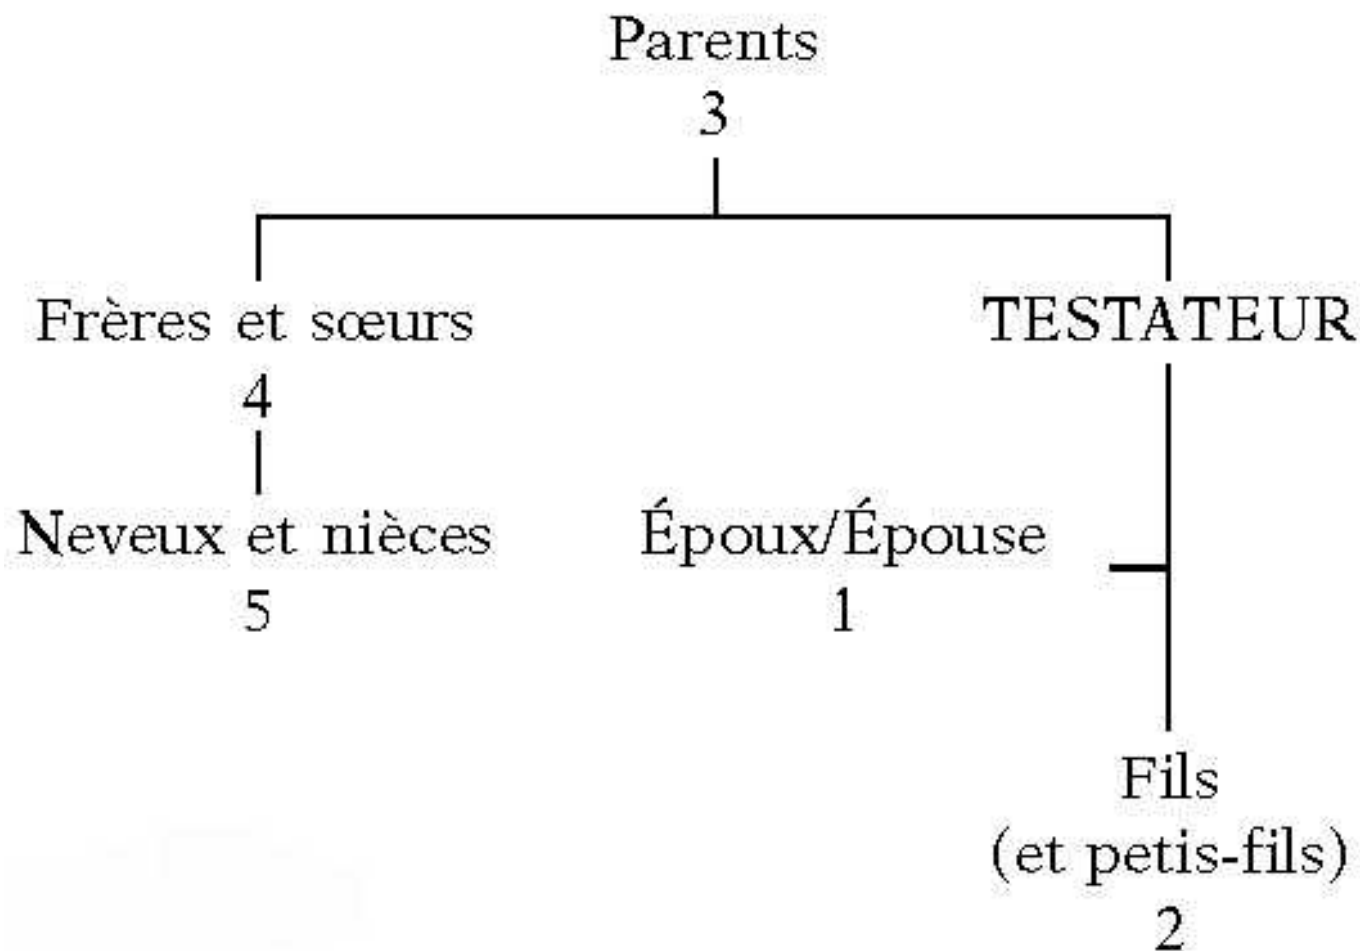 Parents
3
Frères et sœurs
4
TESTATEUR
Neveux et nièces
5
Époux/Épouse
1
Fils
(et petis-fils)
2